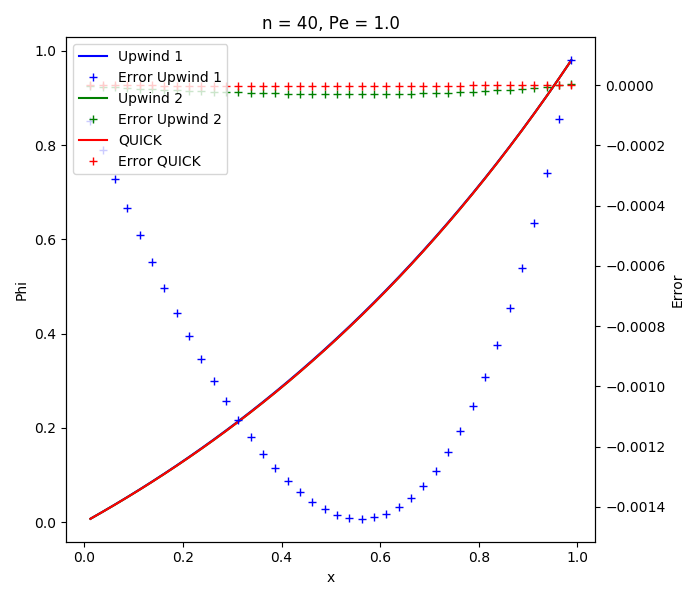 n = 40, Pe = 1.0
Upwind 1
Error Upwind 1
Upwind 2
Error Upwind 2
QUICK
Error QUICK
1.0
0.8
0.6
0.4
0.2
0.0
Phi
0.0000
−0.0002
−0.0004
−0.0006
−0.0008
−0.0010
−0.0012
−0.0014
Error
0.0 0.2 0.4 0.6 0.8 1.0
x